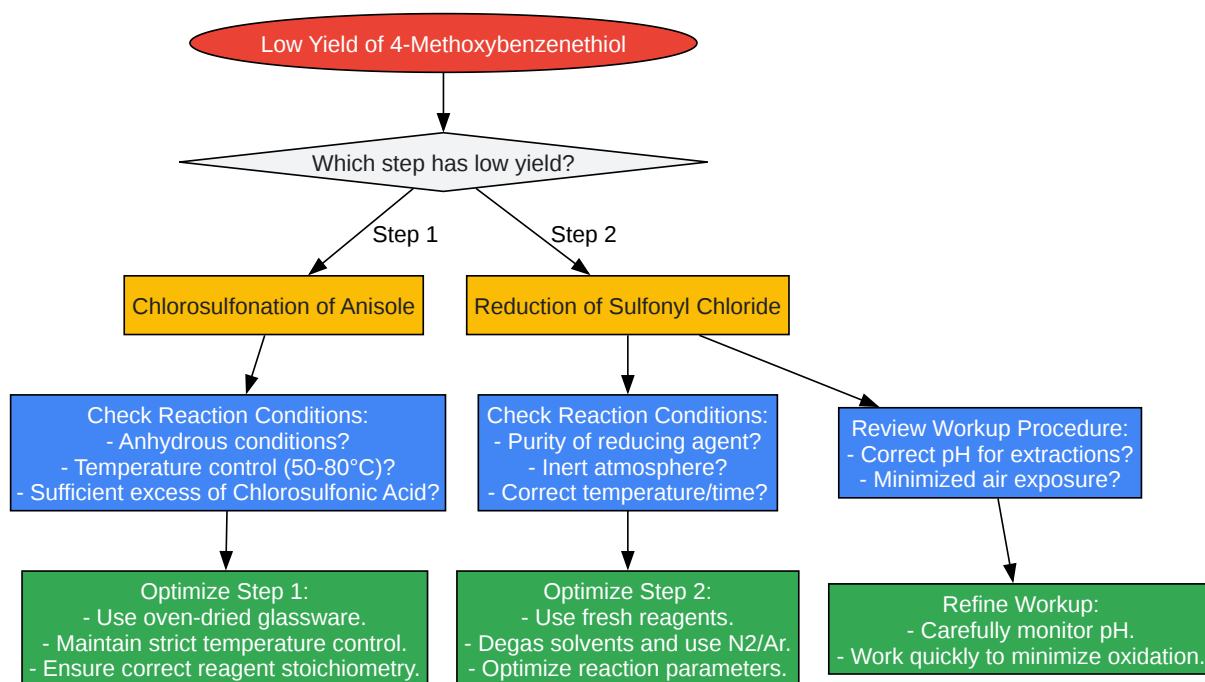 Low Yield of 4-Methoxybenzenethiol
Which step has low yield?
Step 1
Step 2
Chlorosulfonation of Anisole
Reduction of Sulfonyl Chloride
Check Reaction Conditions:
- Anhydrous conditions?
- Temperature control (50-80°C)?
- Sufficient excess of Chlorosulfonic Acid?
Check Reaction Conditions:
- Purity of reducing agent?
- Inert atmosphere?
- Correct temperature/time?
Review Workup Procedure:
- Correct pH for extractions?
- Minimized air exposure?
Optimize Step 1:
- Use oven-dried glassware.
- Maintain strict temperature control.
- Ensure correct reagent stoichiometry.
Optimize Step 2:
- Use fresh reagents.
- Degas solvents and use N2/Ar.
- Optimize reaction parameters.
Refine Workup:
- Carefully monitor pH.
- Work quickly to minimize oxidation.